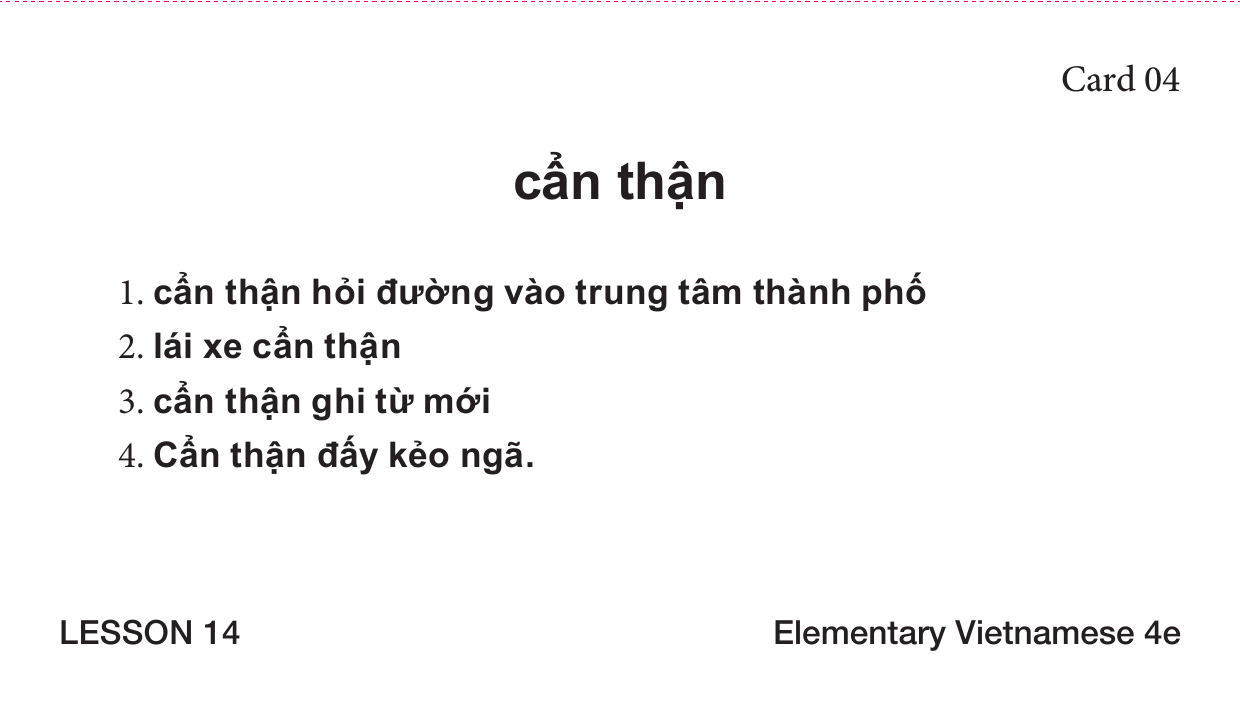 Card 04
cẩn thận
1. cẩn thận hỏi đường vào trung tâm thành phố
2. lái xe cẩn thận
3. cẩn thận ghi từ mới
4. Cẩn thận đấy kẻo ngã.
LESSON 14
Elementary Vietnamese 4e